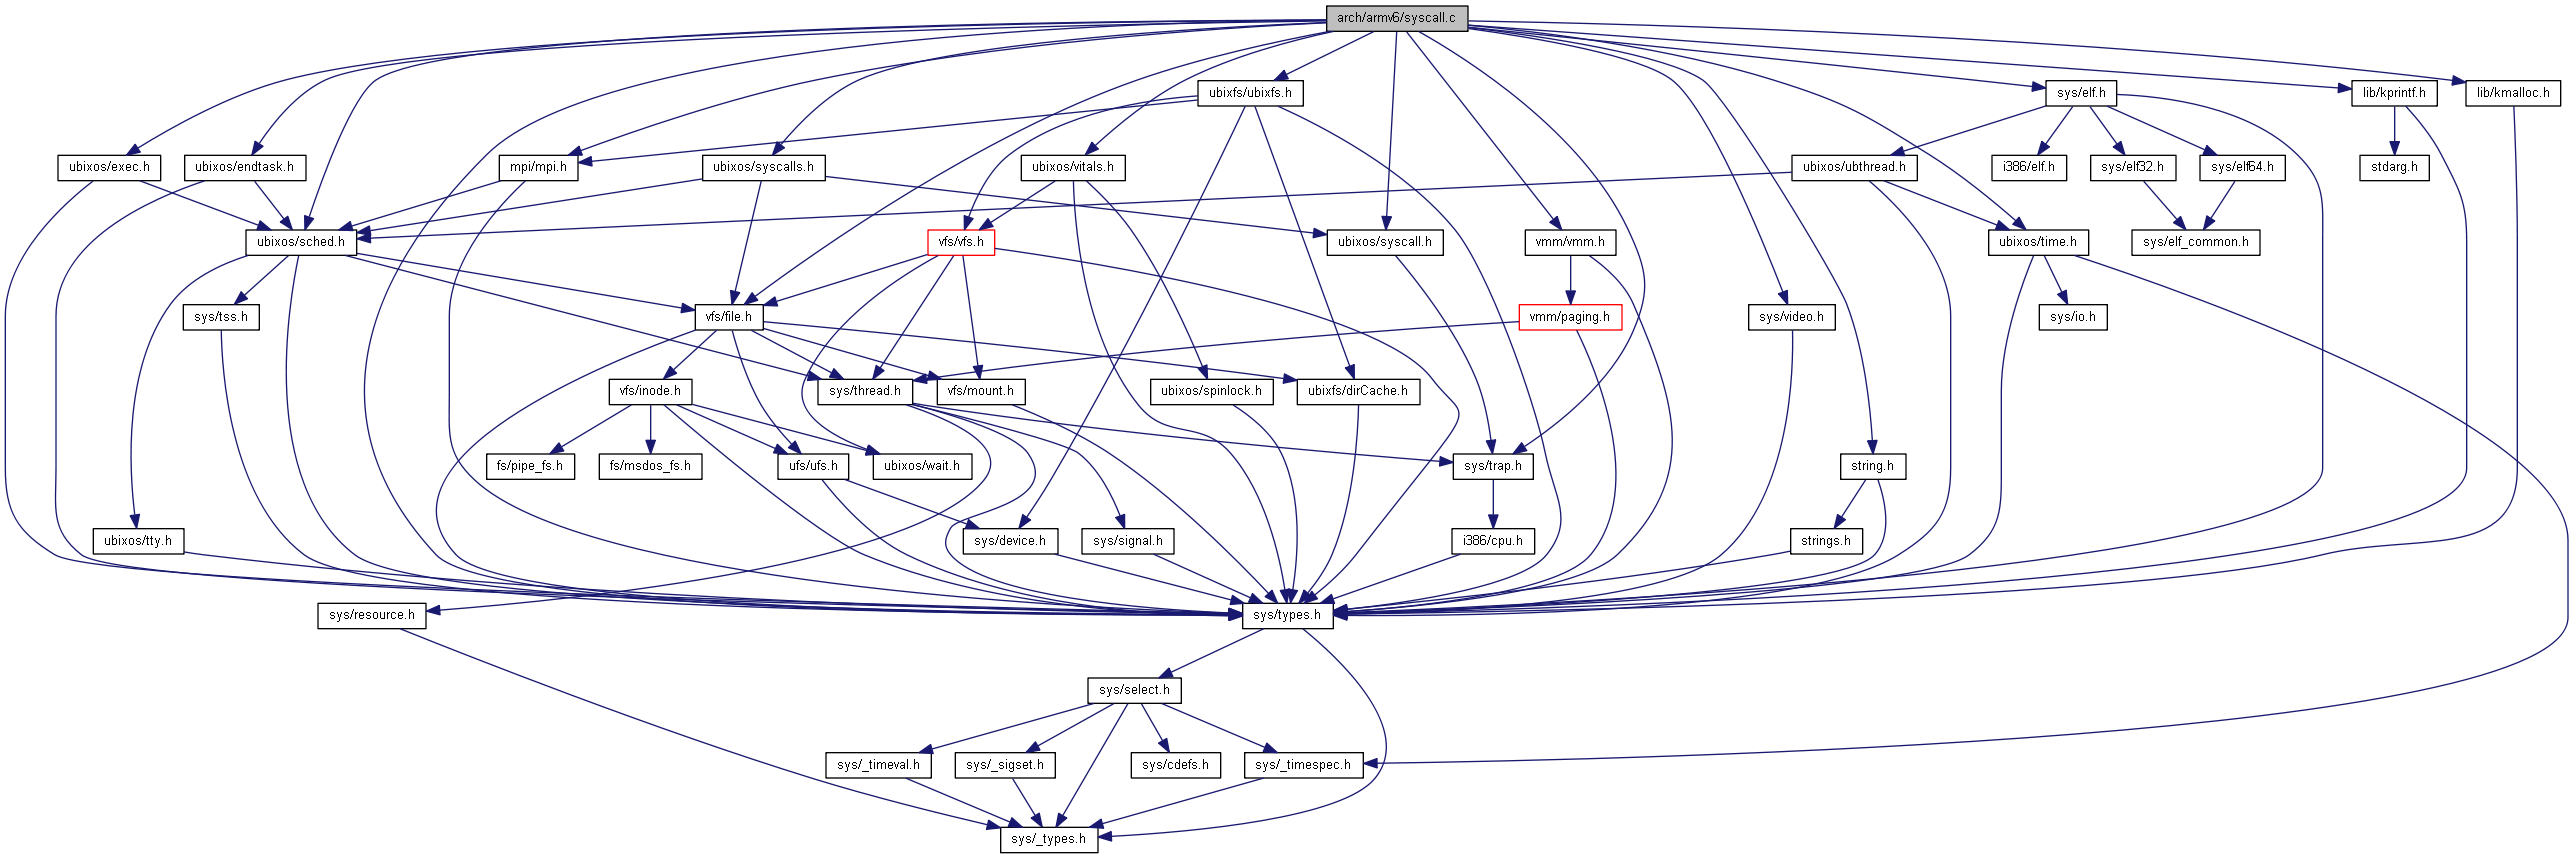 arch/armv6/syscall.c
ubixfs/ubixfs.h
sys/elf.h
lib/kprintf.h
lib/kmalloc.h
ubixos/exec.h
ubixos/endtask.h
mpi/mpi.h
ubixos/syscalls.h
ubixos/vitals.h
ubixos/ubthread.h
i386/elf.h
sys/elf32.h
sys/elf64.h
stdarg.h
ubixos/sched.h
vfs/vfs.h
ubixos/syscall.h
vmm/vmm.h
ubixos/time.h
sys/elf_common.h
sys/tss.h
vfs/file.h
vmm/paging.h
sys/video.h
sys/io.h
vfs/inode.h
sys/thread.h
vfs/mount.h
ubixos/spinlock.h
ubixfs/dirCache.h
fs/pipe_fs.h
fs/msdos_fs.h
ufs/ufs.h
ubixos/wait.h
sys/trap.h
string.h
ubixos/tty.h
sys/device.h
sys/signal.h
i386/cpu.h
strings.h
sys/resource.h
sys/types.h
sys/select.h
sys/_timeval.h
sys/_sigset.h
sys/cdefs.h
sys/_timespec.h
sys/_types.h